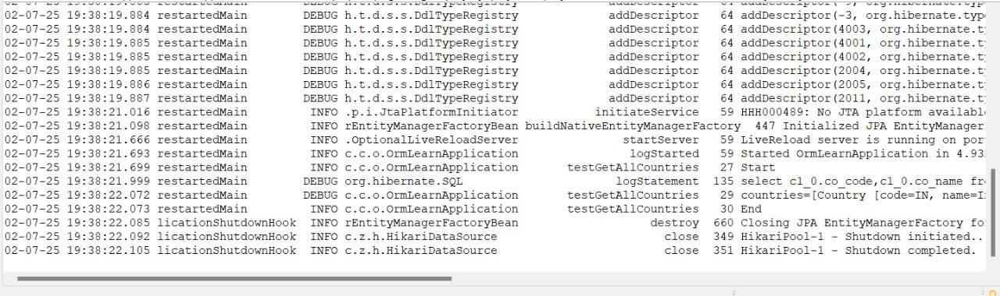 02-07-25 19:38:19.884 restartedMain DEBUG h.t.d.s.s.DdlTypeRegistry addDescriptor 64 addDescriptor(-3, org.hibernate.type
02-07-25 19:38:19.884 restartedMain DEBUG h.t.d.s.s.DdlTypeRegistry addDescriptor 64 addDescriptor(4003, org.hibernate.ty
02-07-25 19:38:19.885 restartedMain DEBUG h.t.d.s.s.DdlTypeRegistry addDescriptor 64 addDescriptor(4001, org.hibernate.ty
02-07-25 19:38:19.885 restartedMain DEBUG h.t.d.s.s.DdlTypeRegistry addDescriptor 64 addDescriptor(4002, org.hibernate.ty
02-07-25 19:38:19.885 restartedMain DEBUG h.t.d.s.s.DdlTypeRegistry addDescriptor 64 addDescriptor(2004, org.hibernate.ty
02-07-25 19:38:19.886 restartedMain DEBUG h.t.d.s.s.DdlTypeRegistry addDescriptor 64 addDescriptor(2005, org.hibernate.ty
02-07-25 19:38:19.887 restartedMain DEBUG h.t.d.s.s.DdlTypeRegistry addDescriptor 64 addDescriptor(2011, org.hibernate.ty
02-07-25 19:38:21.016 restartedMain INFO .p.i.JtaPlatformInitiator initiateService 59 HHH000489: No JTA platform available
02-07-25 19:38:21.098 restartedMain INFO rEntityManagerFactoryBean buildNativeEntityManagerFactory 447 Initialized JPA EntityManager
02-07-25 19:38:21.666 restartedMain INFO .OptionalLiveReloadServer startServer 59 LiveReload server is running on por
02-07-25 19:38:21.693 restartedMain INFO c.c.o.OrmLearnApplication logStarted 59 Started OrmLearnApplication in 4.93
02-07-25 19:38:21.699 restartedMain INFO c.c.o.OrmLearnApplication testGetAllCountries 27 Start
02-07-25 19:38:21.999 restartedMain DEBUG org.hibernate.SQL logStatement 135 select c1_0.co_code,c1_0.co_name fr
02-07-25 19:38:22.072 restartedMain DEBUG c.c.o.OrmLearnApplication testGetAllCountries 29 countries=[Country [code=IN, name=I
02-07-25 19:38:22.073 restartedMain INFO c.c.o.OrmLearnApplication testGetAllCountries 30 End
02-07-25 19:38:22.085 licationShutdownHook INFO rEntityManagerFactoryBean destroy 660 Closing JPA EntityManagerFactory fo
02-07-25 19:38:22.092 licationShutdownHook INFO c.z.h.HikariDataSource close 349 HikariPool-1 - Shutdown initiated..
02-07-25 19:38:22.105 licationShutdownHook INFO c.z.h.HikariDataSource close 351 HikariPool-1 - Shutdown completed.